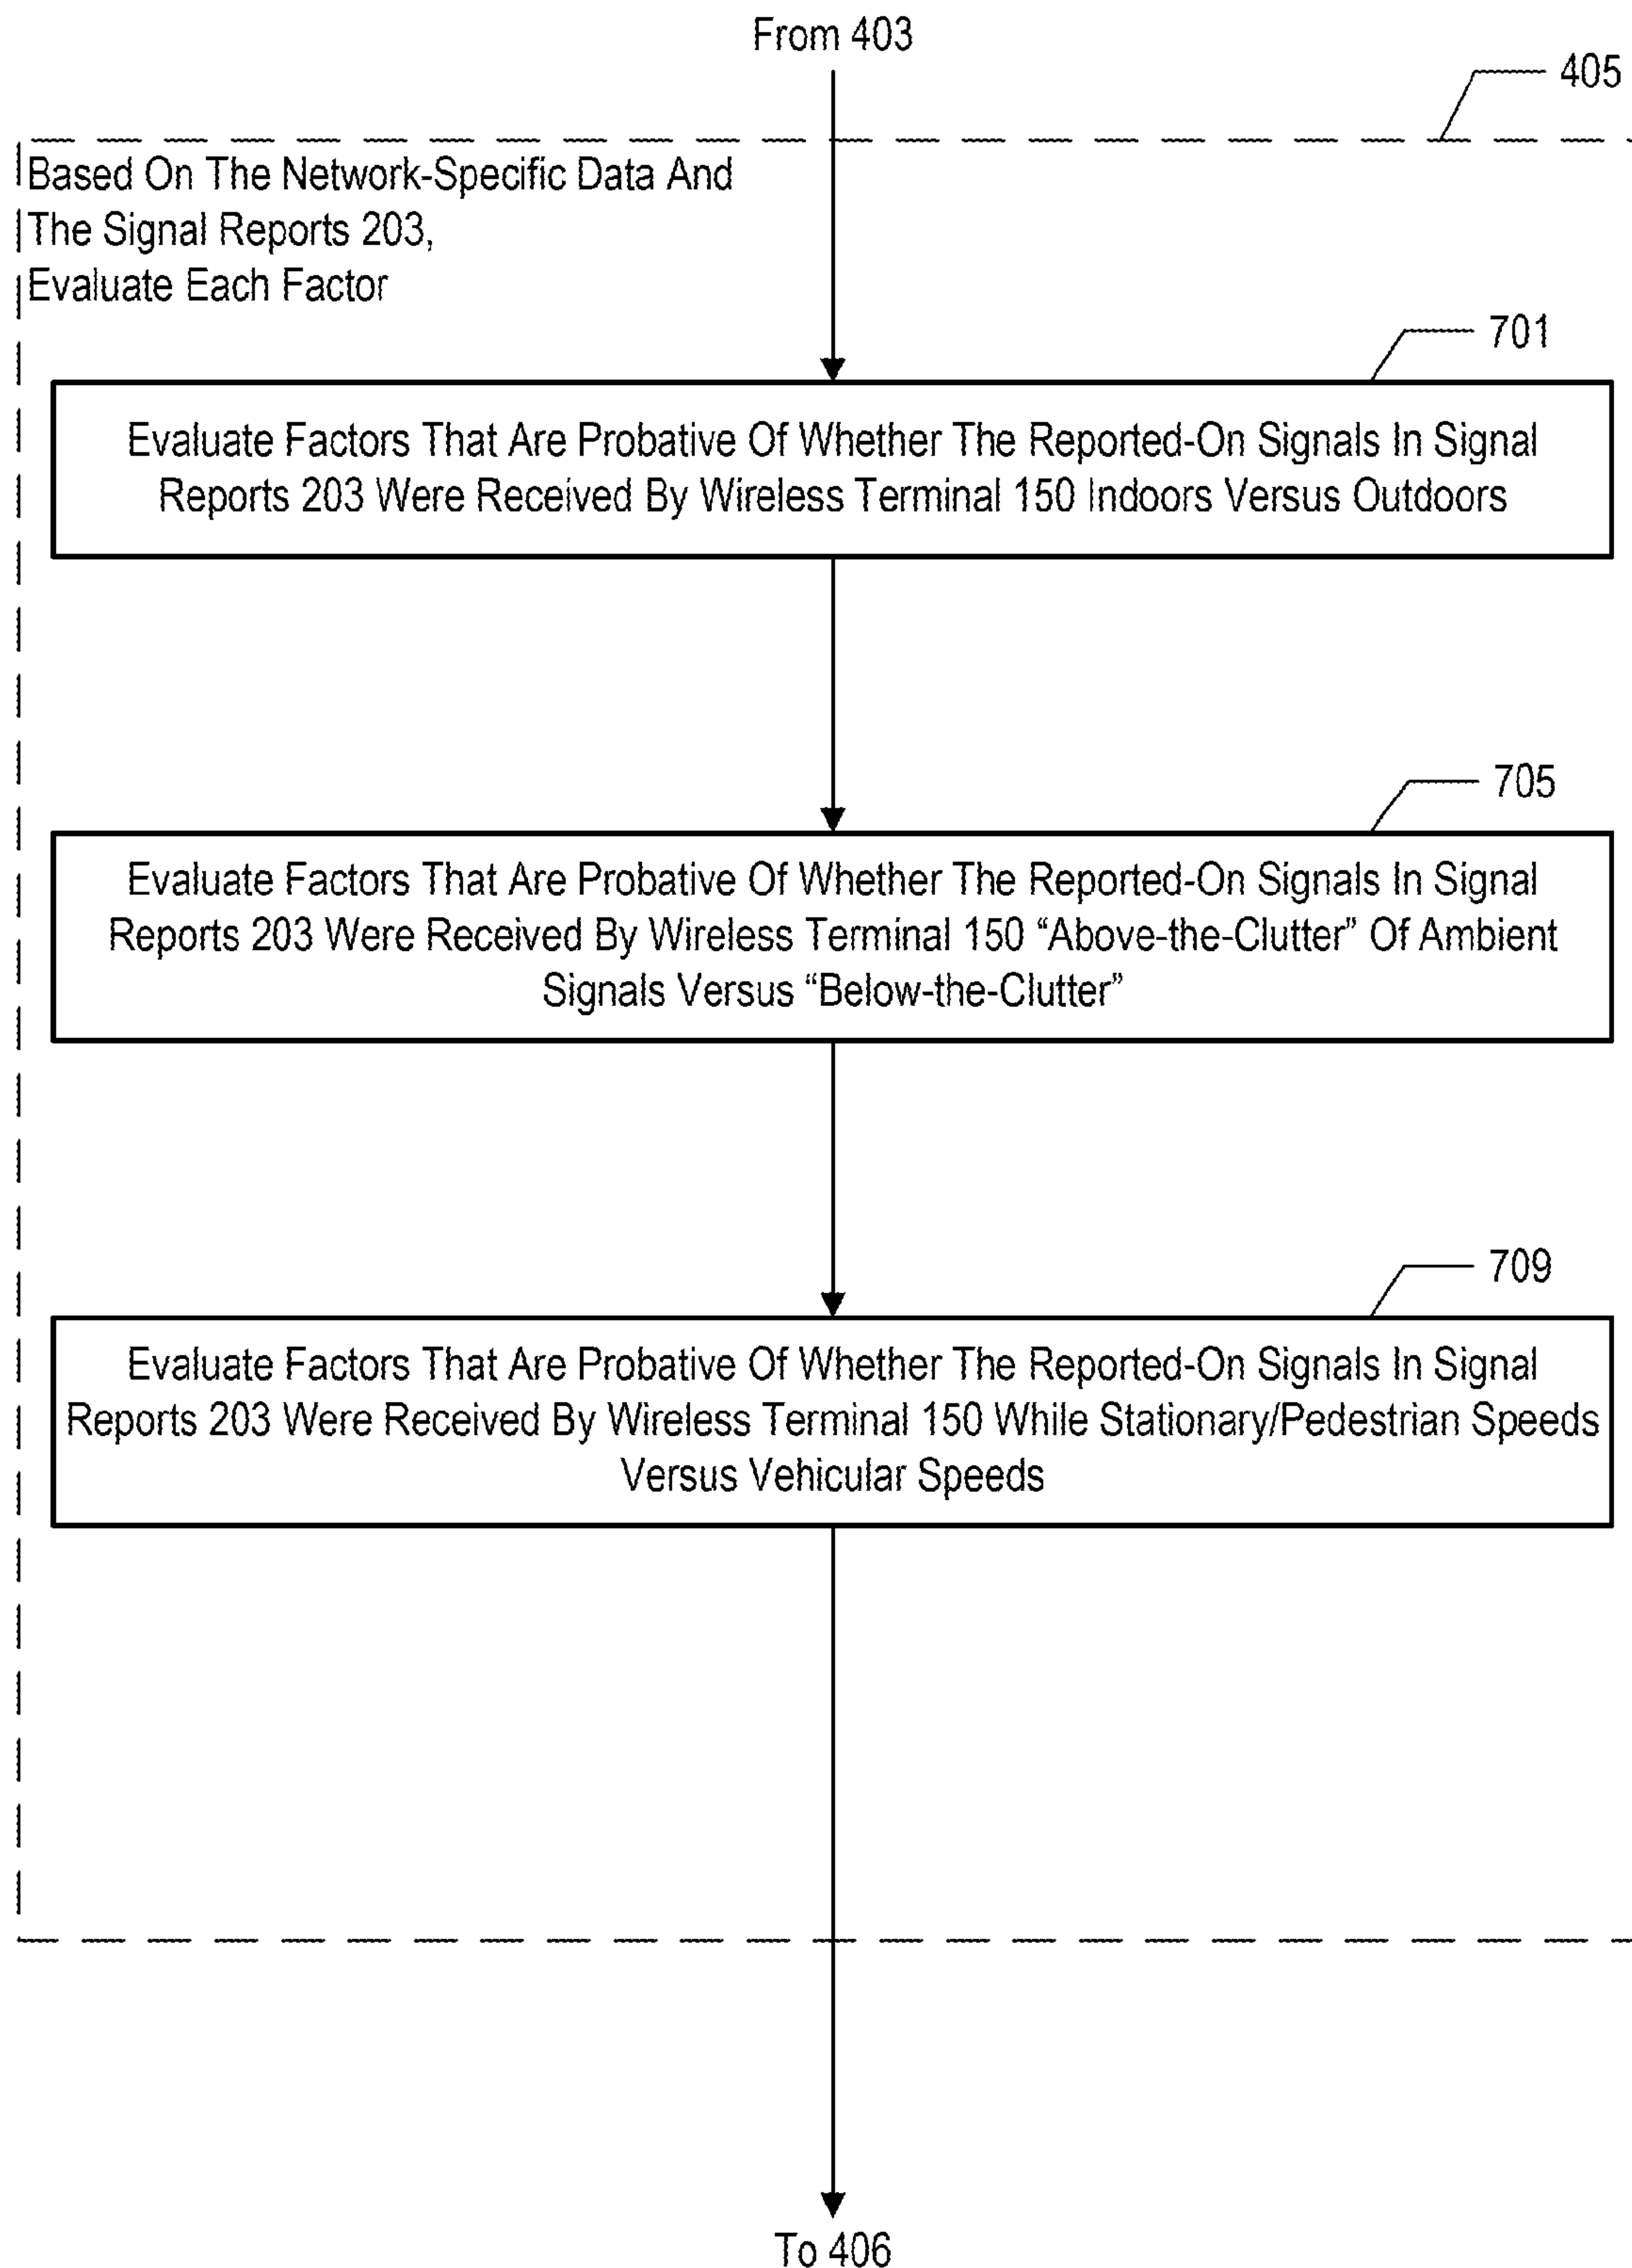 From 403
405
Based On The Network-Specific Data And
The Signal Reports 203,
Evaluate Each Factor
701
Evaluate Factors That Are Probative Of Whether The Reported-On Signals In Signal
Reports 203 Were Received By Wireless Terminal 150 Indoors Versus Outdoors
705
Evaluate Factors That Are Probative Of Whether The Reported-On Signals In Signal
Reports 203 Were Received By Wireless Terminal 150 “Above-the-Clutter” Of Ambient
Signals Versus “Below-the-Clutter”
709
Evaluate Factors That Are Probative Of Whether The Reported-On Signals In Signal
Reports 203 Were Received By Wireless Terminal 150 While Stationary/Pedestrian Speeds
Versus Vehicular Speeds
To 406